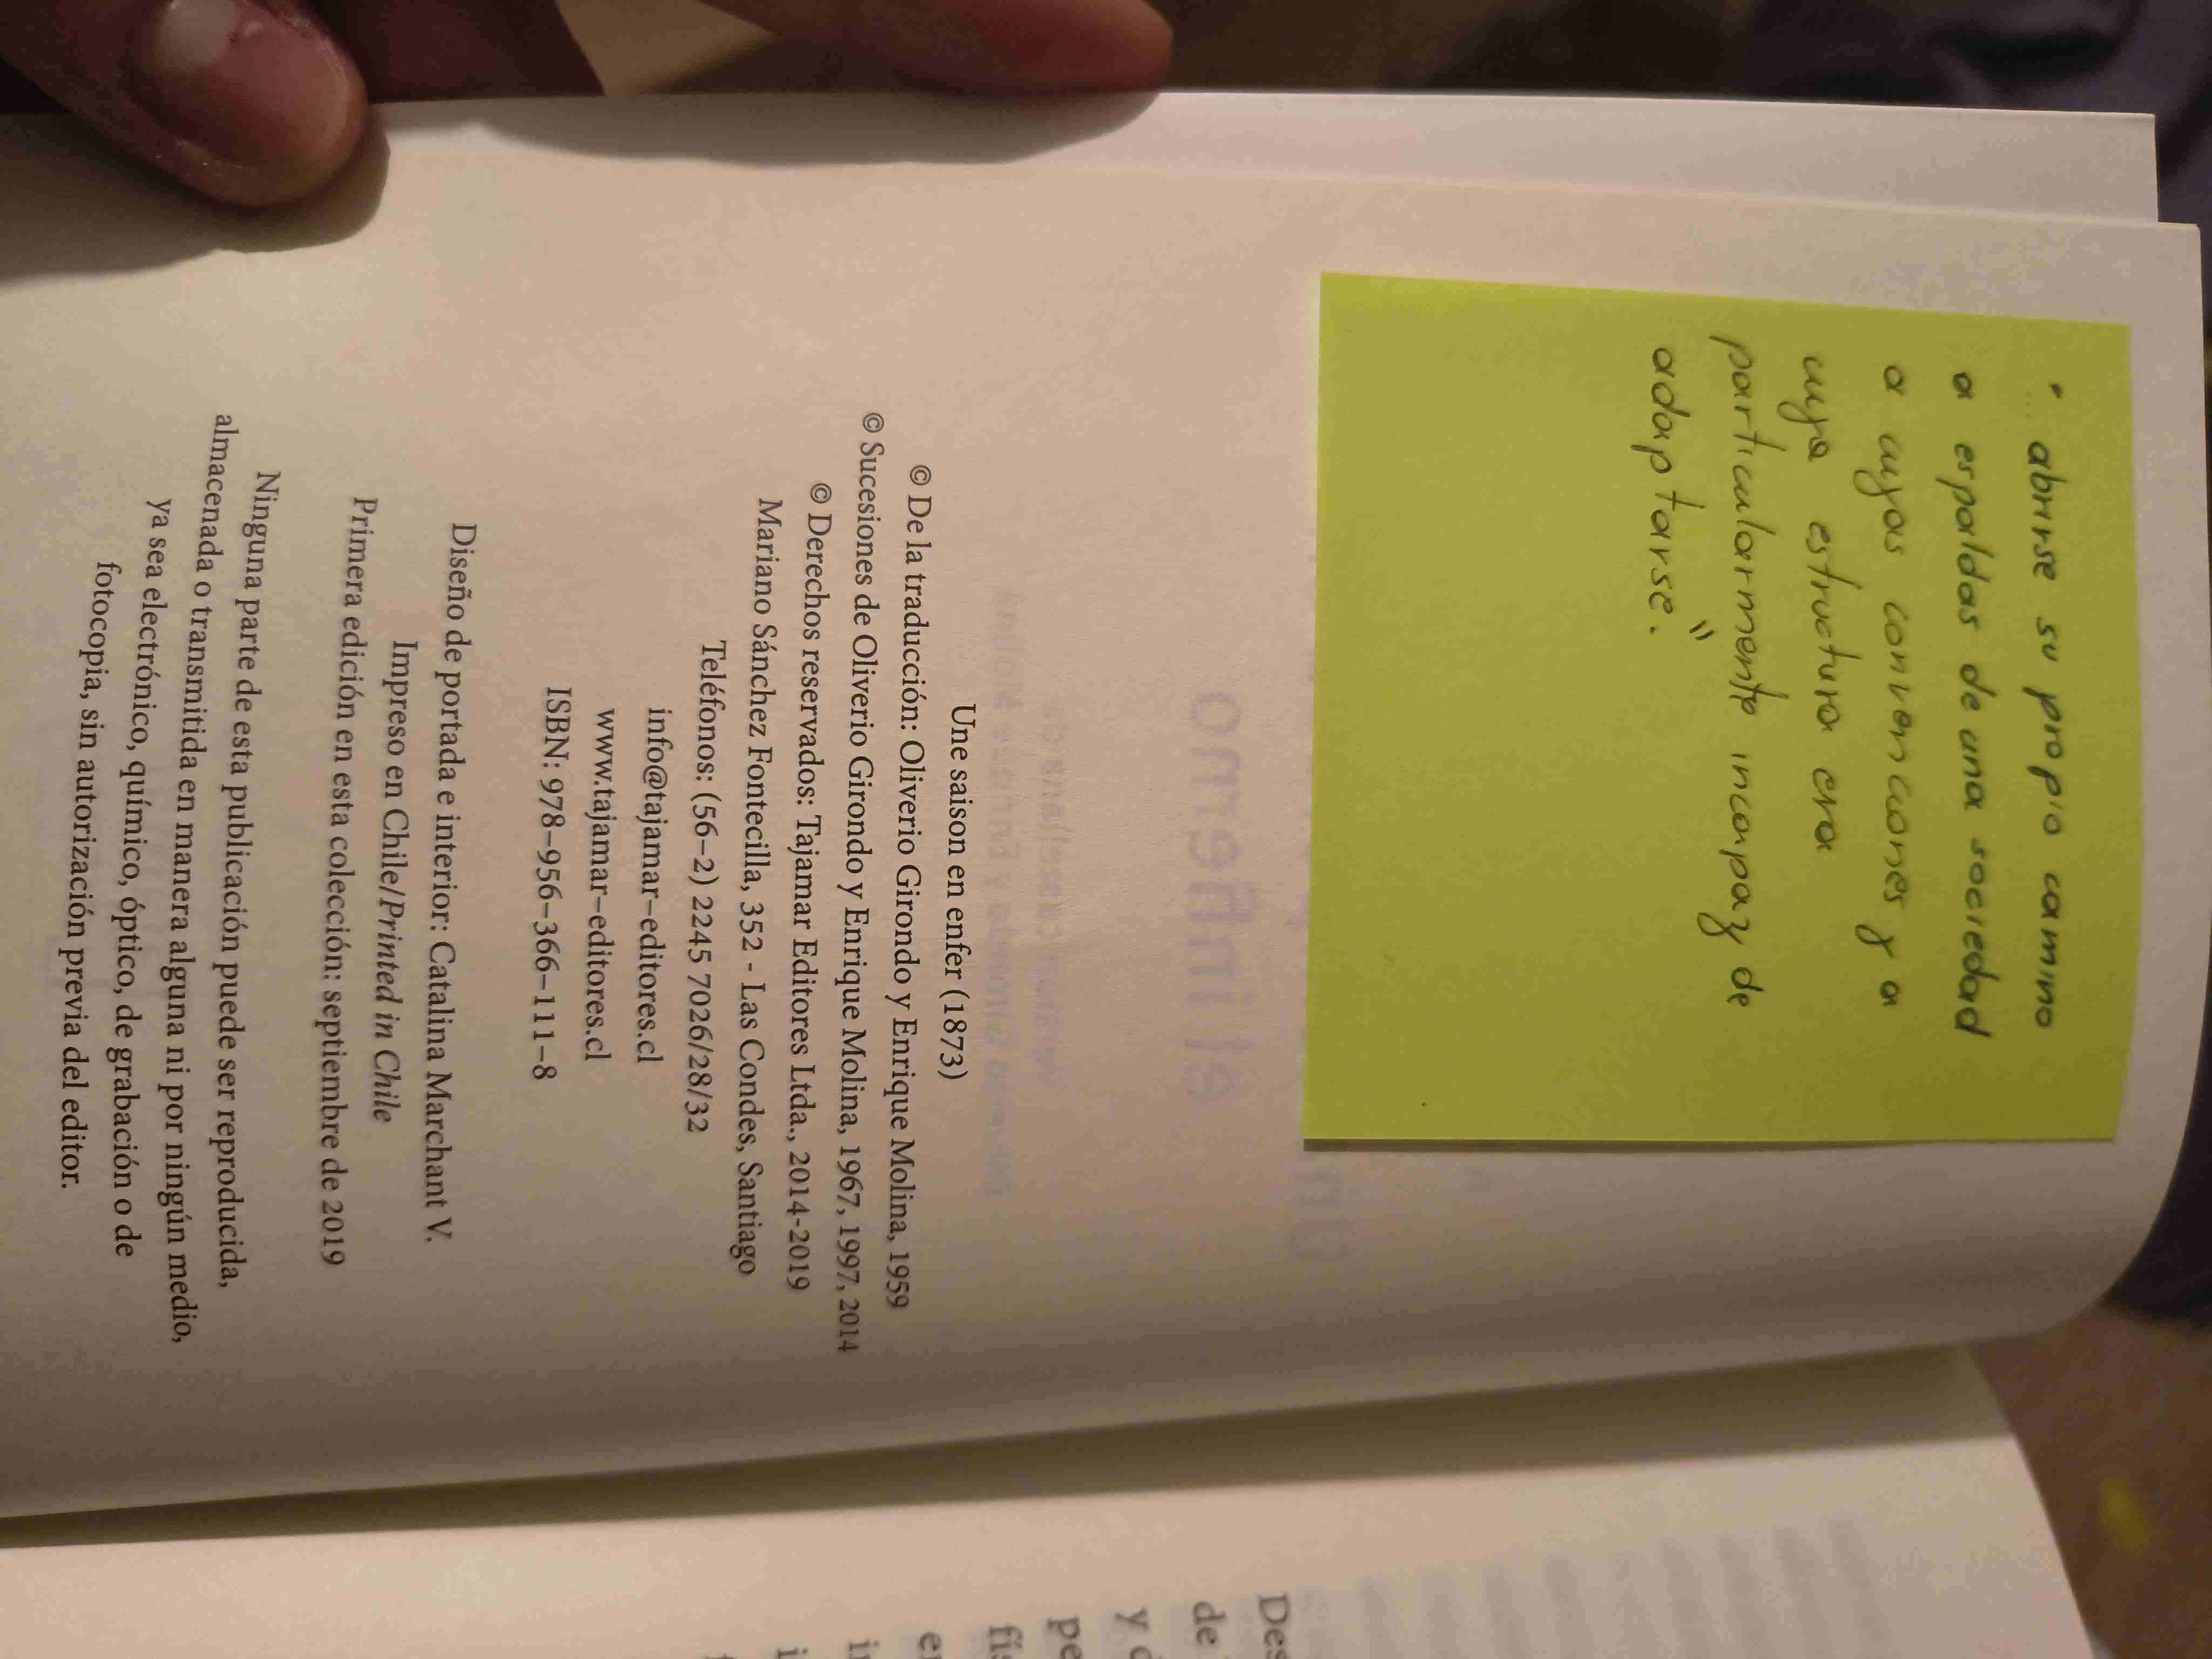 "... abrirse su propio camino
a espaldas de una sociedad
a cuyas convenciones y a
cuya estructura era
particularmente incapaz de
adaptarse."
Une saison en enfer (1873)
© De la traducción: Oliverio Girondo y Enrique Molina, 1959
© Sucesiones de Oliverio Girondo y Enrique Molina, 1967, 1997, 2014
© Derechos reservados: Tajamar Editores Ltda., 2014-2019
Mariano Sánchez Fontecilla, 352 - Las Condes, Santiago
Teléfonos: (56–2) 2245 7026/28/32
info@tajamar–editores.cl
www.tajamar–editores.cl
ISBN: 978–956–366–111–8
Diseño de portada e interior: Catalina Marchant V.
Impreso en Chile/Printed in Chile
Primera edición en esta colección: septiembre de 2019
Ninguna parte de esta publicación puede ser reproducida,
almacenada o transmitida en manera alguna ni por ningún medio,
ya sea electrónico, químico, óptico, de grabación o de
fotocopia, sin autorización previa del editor.
Des
de
y
pe